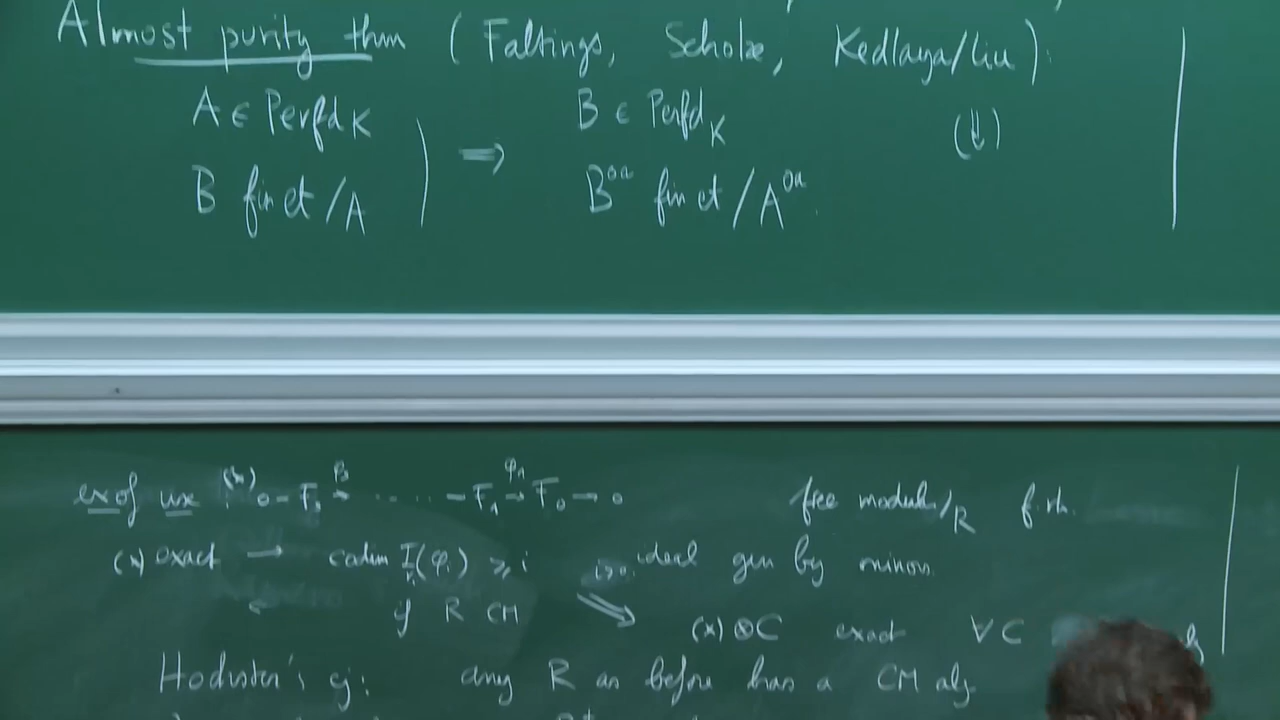 Almost purity thm (Faltings, Scholze, Kedlaya/Liu):
A ∈ Perfd_K
B fin et /A
⇒
B ∈ Perfd_K
B^{oa} fin et / A^{oa}
(⇓)
ex of use (*) 0 - F_s → ..... - F_1 →^{φ_1} F_0 → 0 free modules/R f. rk.
(*) exact → codim I_{r_i}(φ_i) ≥ i ideal gen by minors
← if R CM ⇒ (*) ⊗ C exact ∀ C
Hochster's cj: any R as before has a CM alg